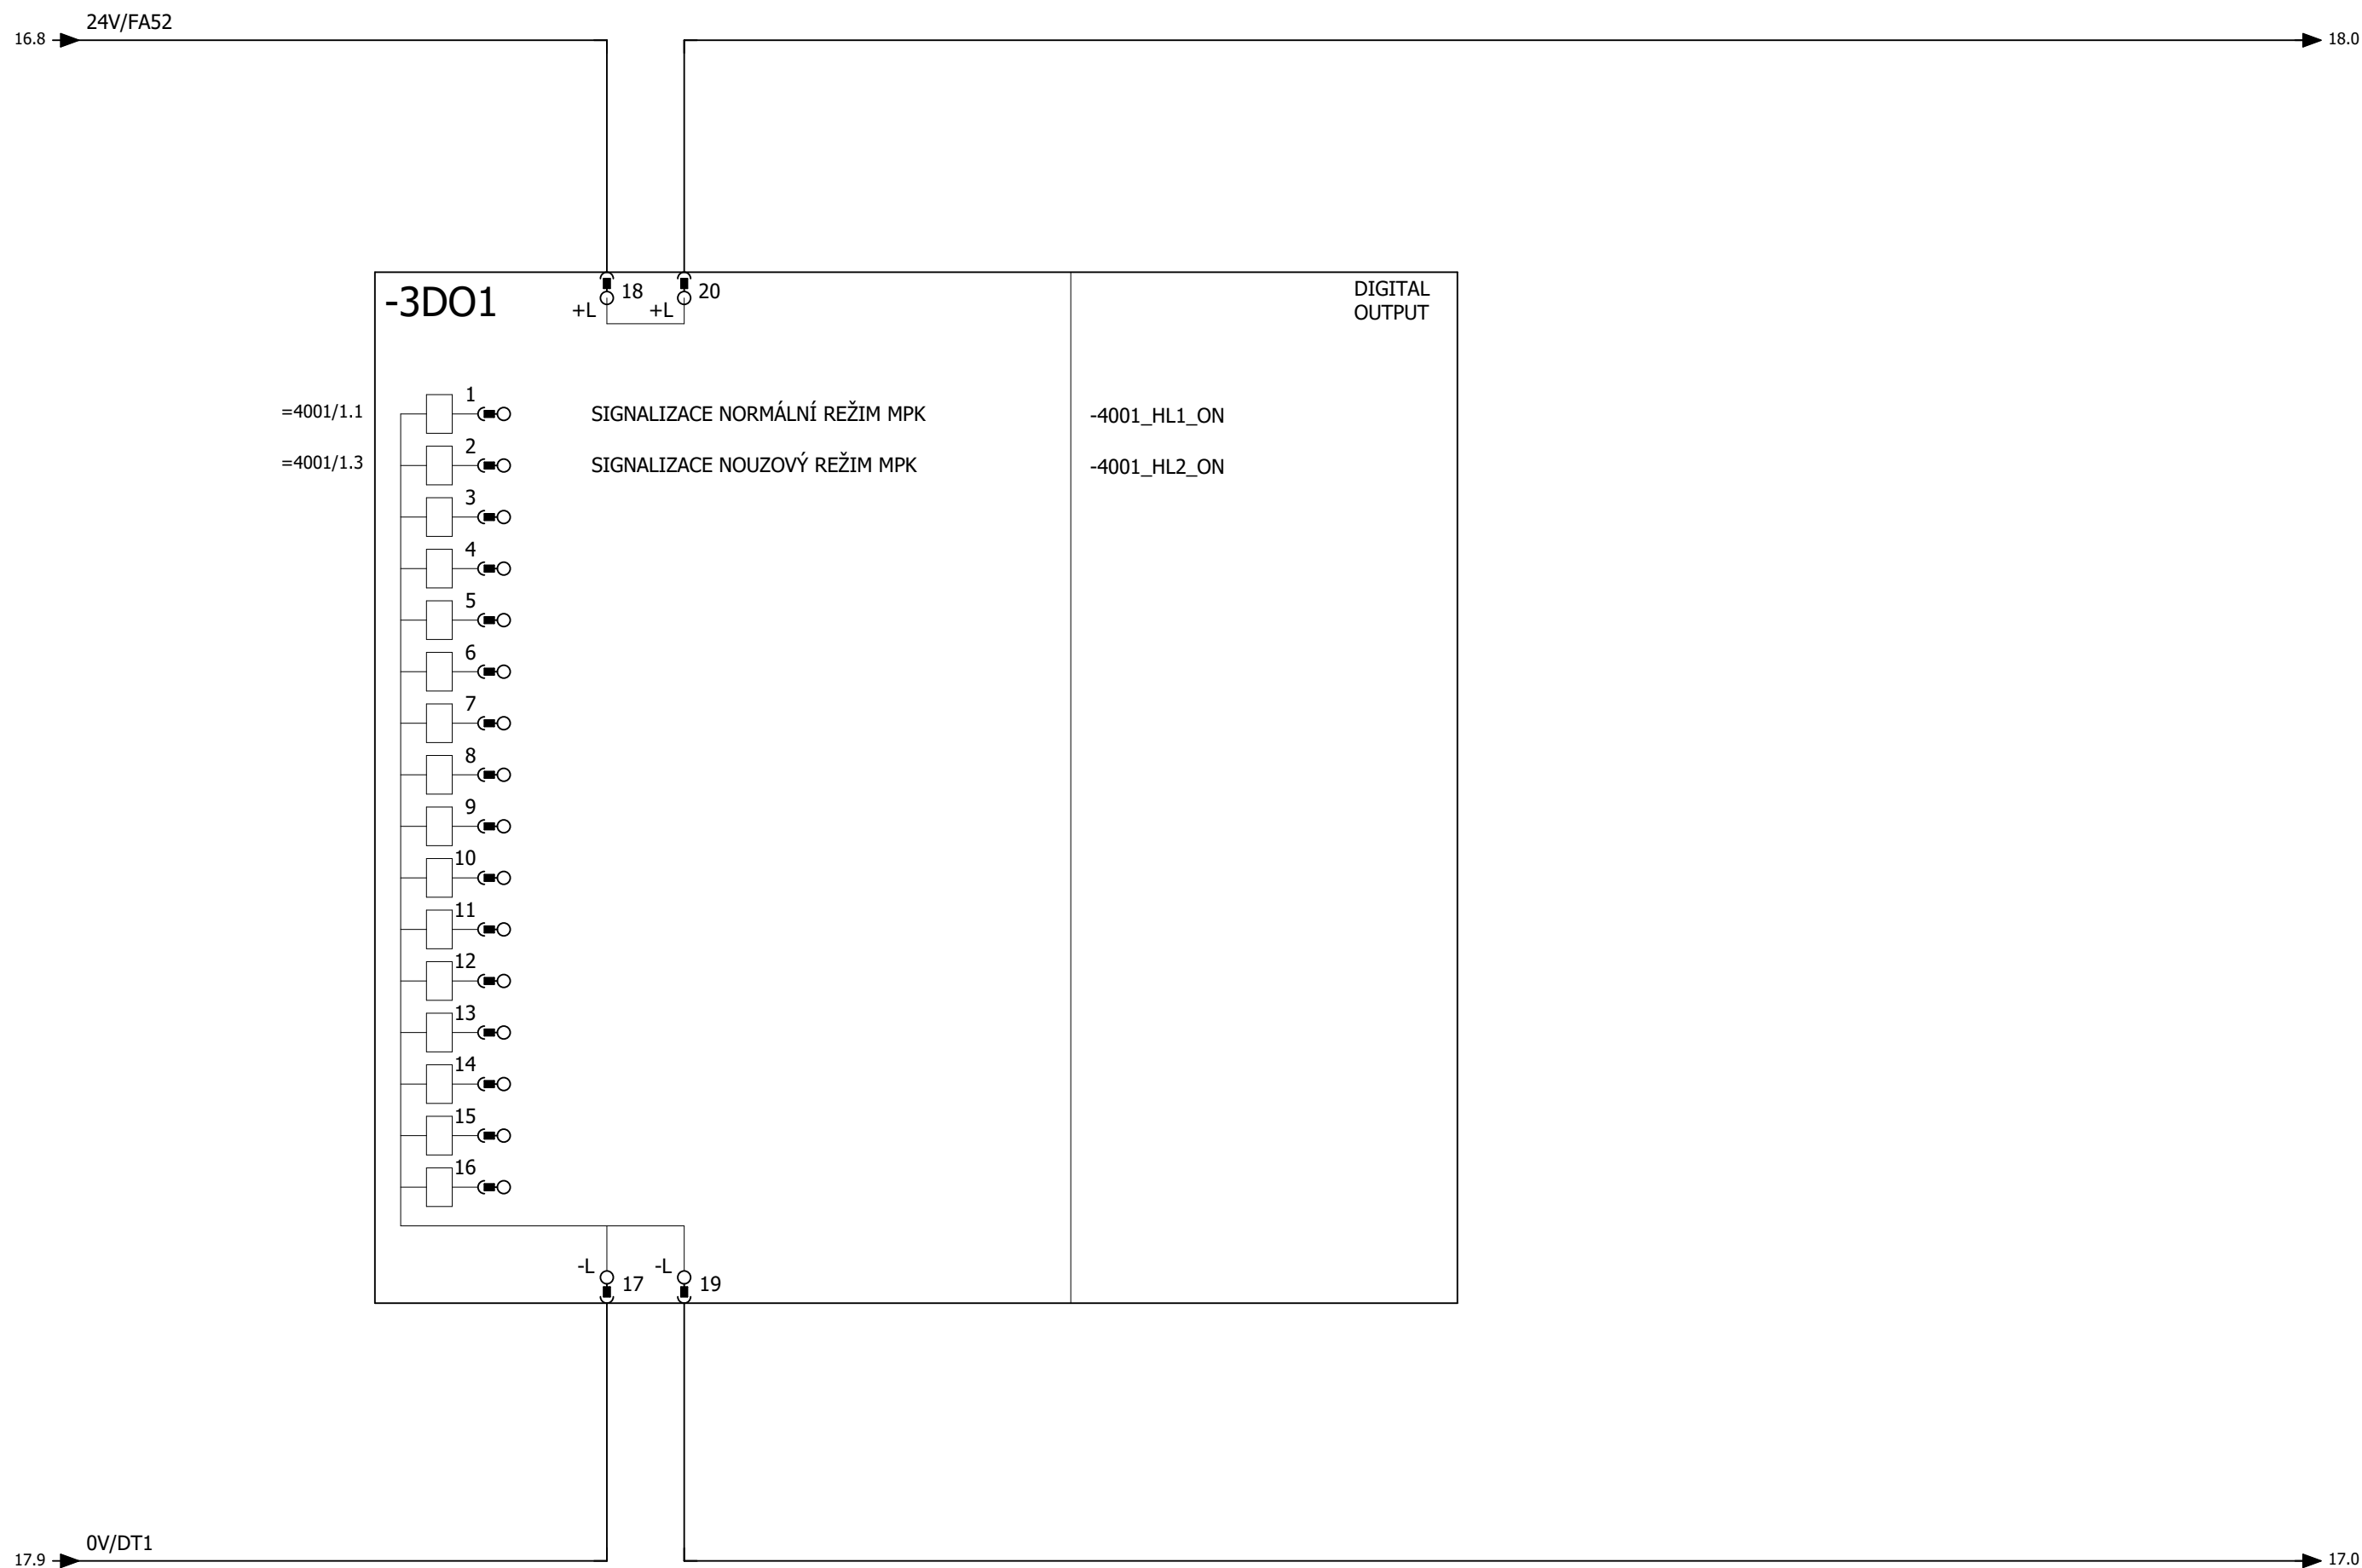 24V/FA52
16.8
18.0
-3DO1
18
20
+L
+L
DIGITAL
OUTPUT
=4001/1.1
1
SIGNALIZACE NORMÁLNÍ REŽIM MPK
-4001_HL1_ON
=4001/1.3
2
SIGNALIZACE NOUZOVÝ REŽIM MPK
-4001_HL2_ON
3
4
5
6
7
8
9
10
11
12
13
14
15
16
-L
17
-L
19
0V/DT1
17.9
17.0